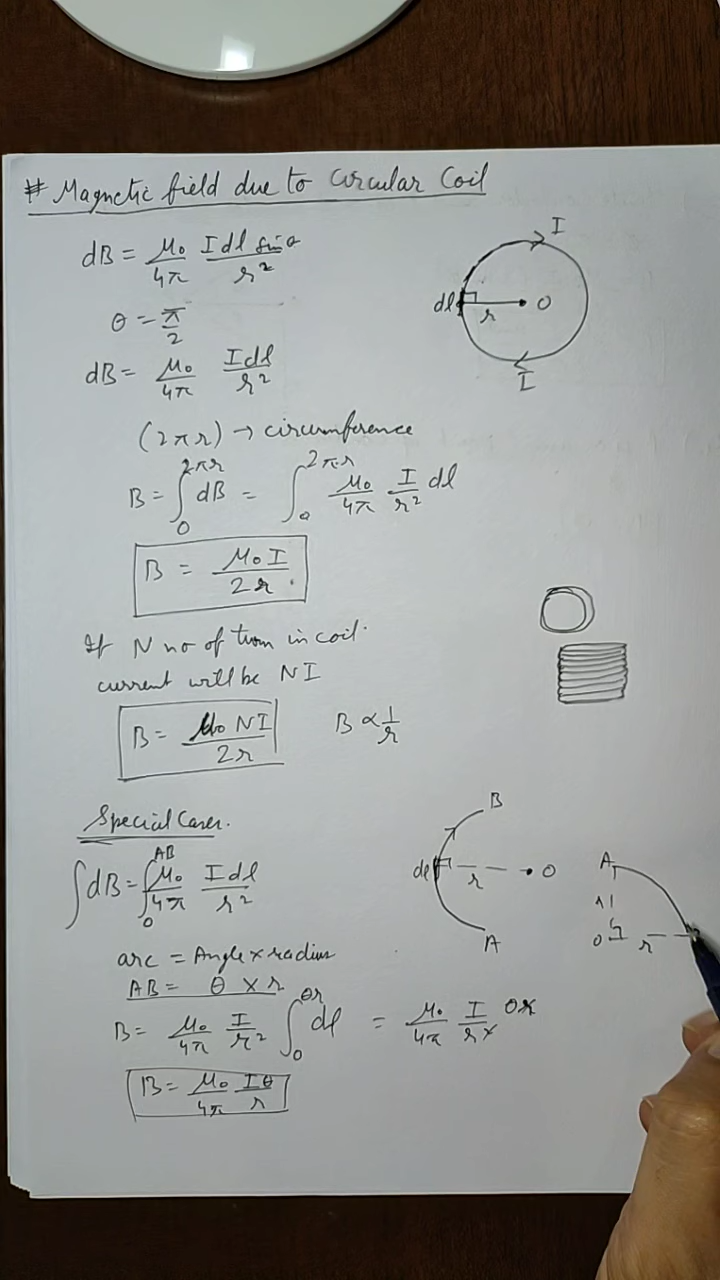 # Magnetic field due to Circular Coil
dB = μ₀/4π Idl sinθ/r²
I
θ = π/2
dl r O
dB = μ₀/4π Idl/r²
I
(2πr) → circumference
B = ∫₀^2πr dB = ∫₀^2πr μ₀/4π I/r² dl
B = μ₀I/2r.
If N no of turn in coil.
current will be NI
B = μ₀NI/2r B ∝ 1/r
Special Cases.
B
∫dB = ∫₀^AB μ₀/4π Idl/r²
dl r O A
r
O r
A
arc = Angle × radius
AB = θ × r
B = μ₀/4π I/r² ∫₀^θr dl = μ₀/4π I/r² θr
B = μ₀/4π Iθ/r